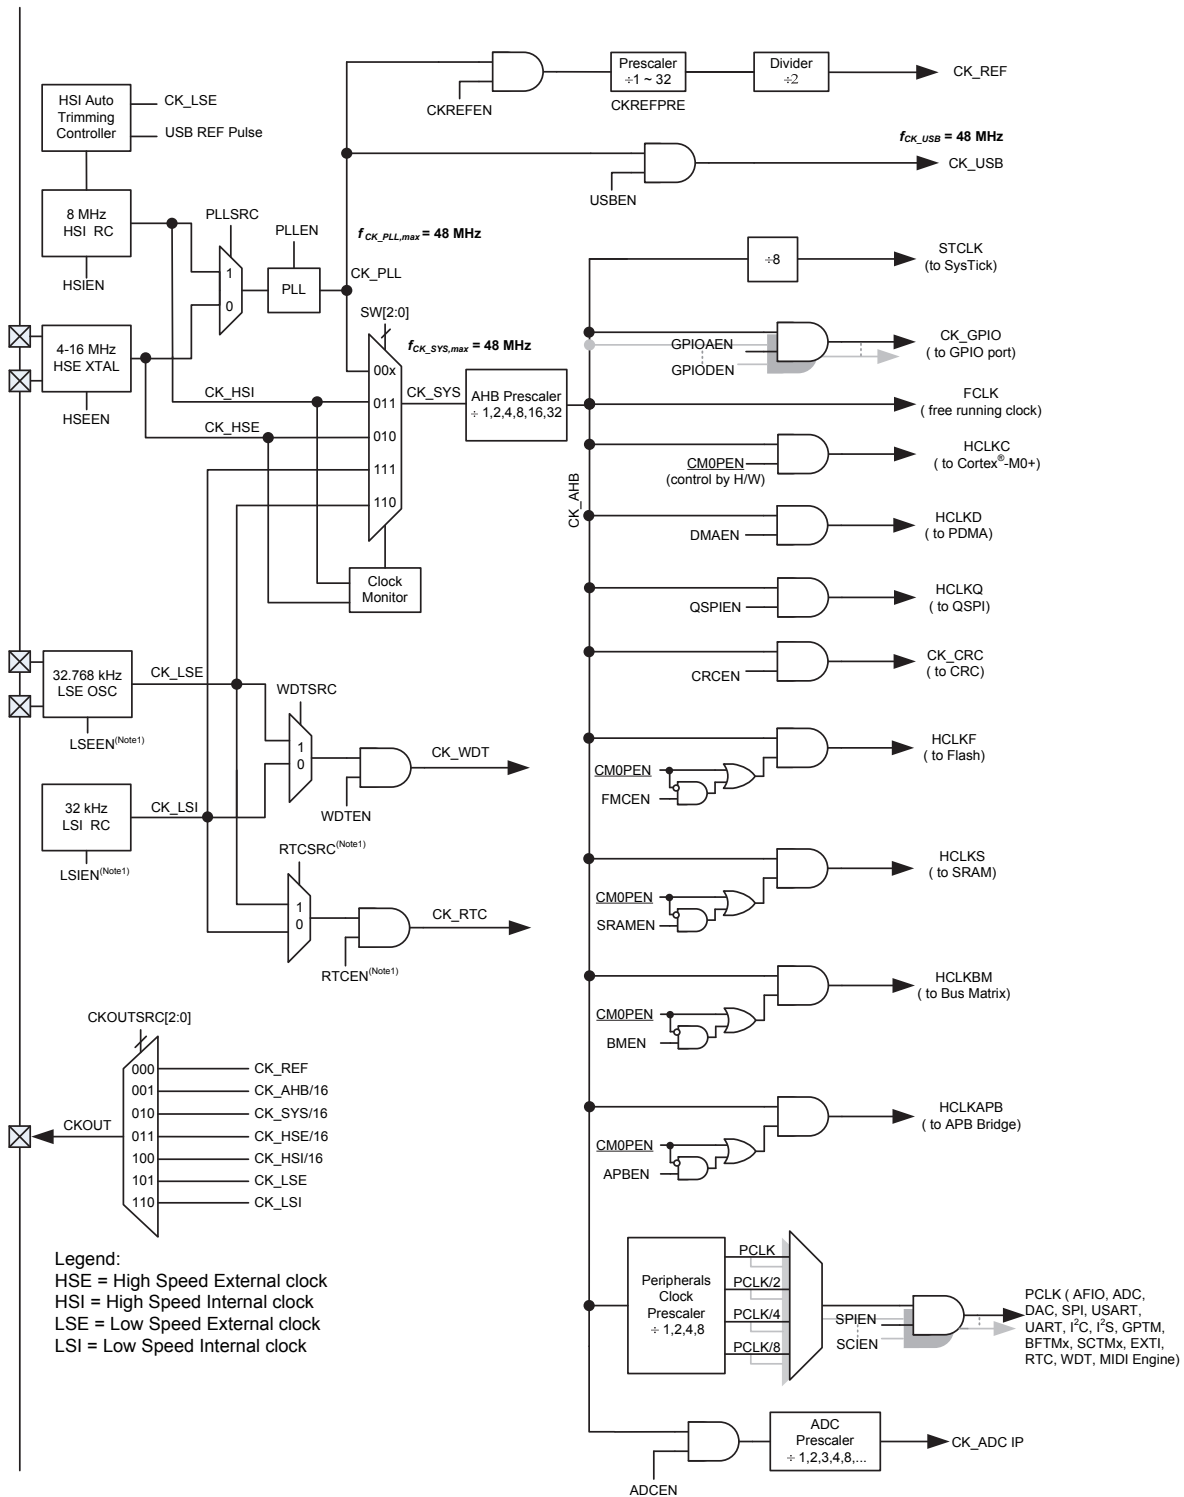 Prescaler
÷1 ~ 32
Divider
÷2
CK_REF
CKREFEN
CKREFPRE
HSI Auto
Trimming
Controller
CK_LSE
USB REF Pulse
fCK_USB = 48 MHz
CK_USB
USBEN
8 MHz
HSI RC
HSIEN
PLLSRC
1
0
PLLEN
PLL
fCK_PLL,max = 48 MHz
CK_PLL
SW[2:0]
fCK_SYS,max = 48 MHz
4-16 MHz
HSE XTAL
HSEEN
CK_HSI
CK_HSE
00x
011
010
111
110
CK_SYS
AHB Prescaler
÷ 1,2,4,8,16,32
Clock
Monitor
CK_AHB
÷8
STCLK
(to SysTick)
GPIOAEN
GPIODEN
CK_GPIO
( to GPIO port)
FCLK
( free running clock)
CM0PEN
(control by H/W)
HCLKC
( to Cortex®-M0+)
DMAEN
HCLKD
( to PDMA)
QSPIEN
HCLKQ
( to QSPI)
CRCEN
CK_CRC
( to CRC)
CM0PEN
FMCEN
HCLKF
( to Flash)
CM0PEN
SRAMEN
HCLKS
( to SRAM)
CM0PEN
BMEN
HCLKBM
( to Bus Matrix)
CM0PEN
APBEN
HCLKAPB
( to APB Bridge)
32.768 kHz
LSE OSC
LSEEN(Note1)
CK_LSE
WDTSRC
1
0
CK_WDT
WDTEN
32 kHz
LSI RC
LSIEN(Note1)
CK_LSI
RTCSRC(Note1)
1
0
CK_RTC
RTCEN(Note1)
CKOUTSRC[2:0]
CKOUT
000 CK_REF
001 CK_AHB/16
010 CK_SYS/16
011 CK_HSE/16
100 CK_HSI/16
101 CK_LSE
110 CK_LSI
Legend:
HSE = High Speed External clock
HSI = High Speed Internal clock
LSE = Low Speed External clock
LSI = Low Speed Internal clock
Peripherals
Clock
Prescaler
÷ 1,2,4,8
PCLK
PCLK/2
PCLK/4
PCLK/8
SPIEN
SCIEN
PCLK ( AFIO, ADC,
DAC, SPI, USART,
UART, I²C, I²S, GPTM,
BFTMx, SCTMx, EXTI,
RTC, WDT, MIDI Engine)
ADCEN
ADC
Prescaler
÷ 1,2,3,4,8,...
CK_ADC IP